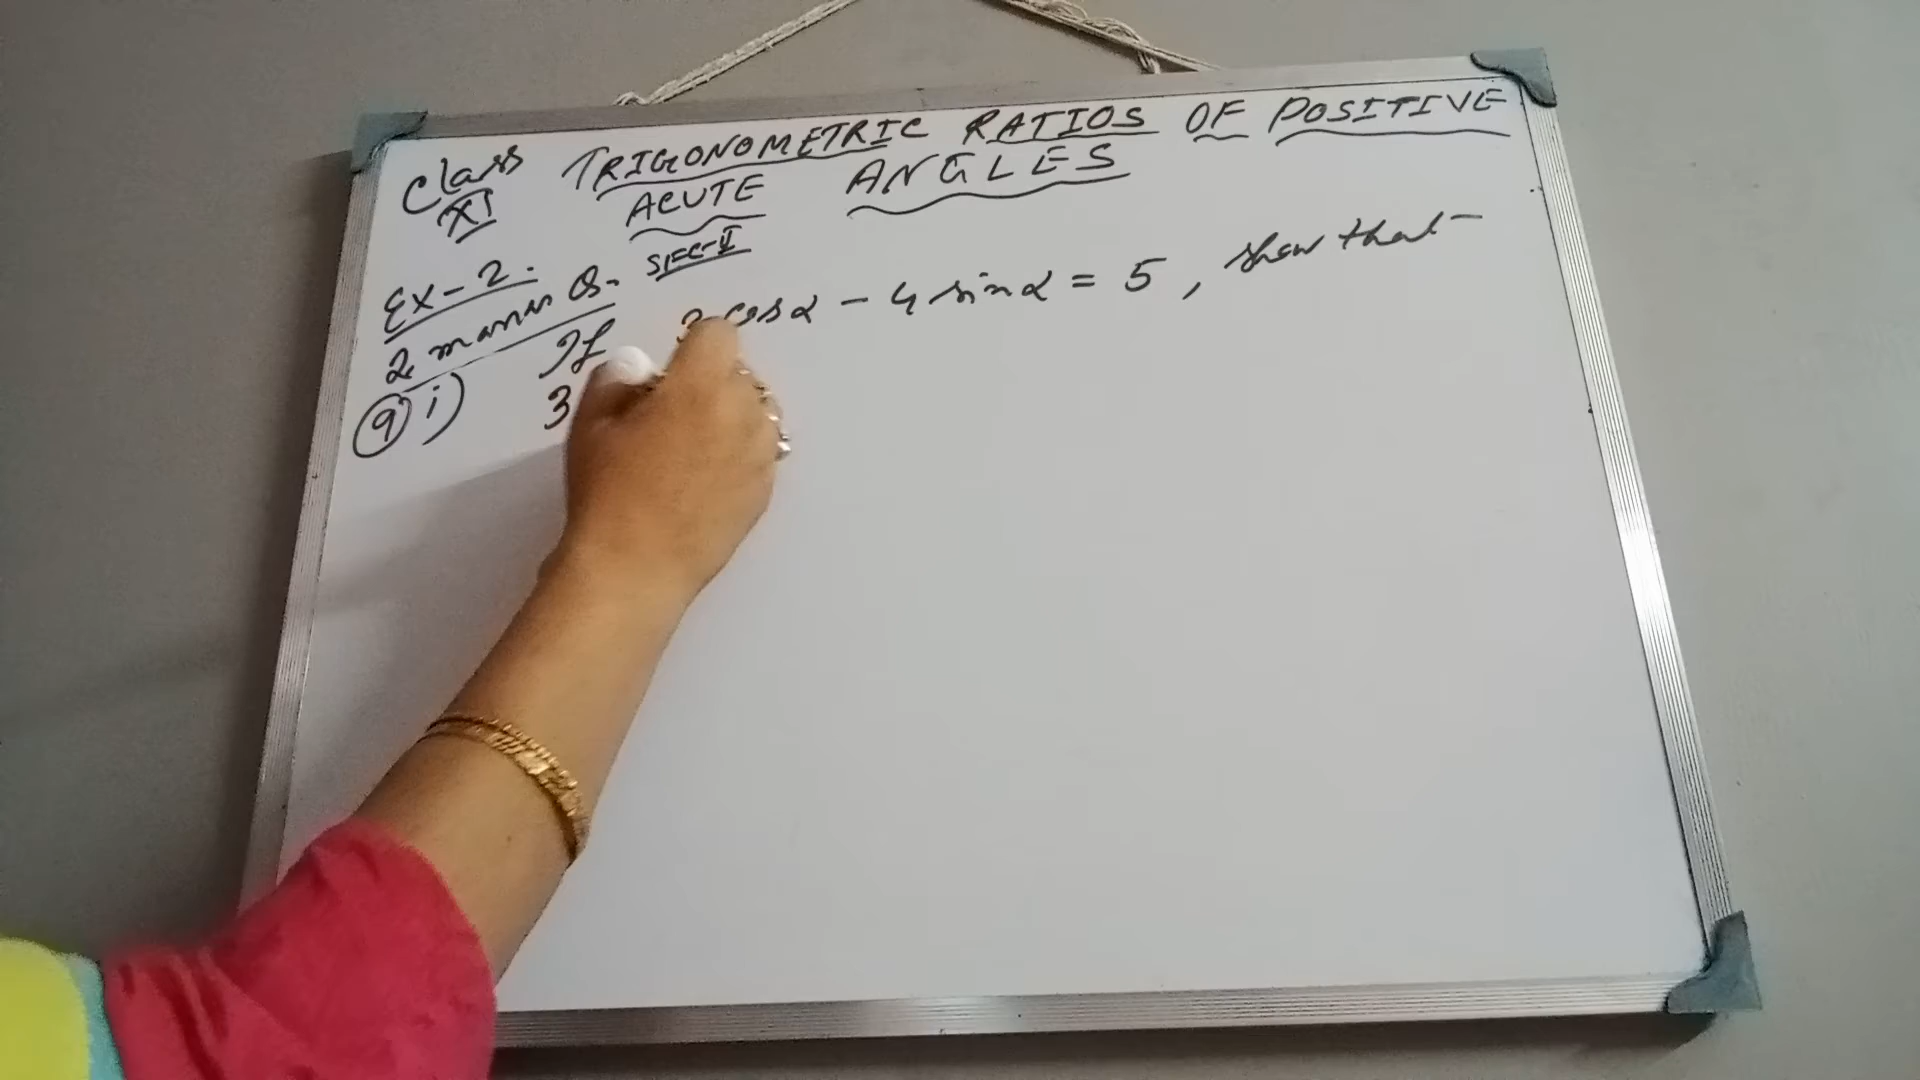 Class TRIGONOMETRIC RATIOS OF POSITIVE
XI ACUTE ANGLES
Ex-2. SEC-II
2 marks Q.
9 i) If 3 cosα - 4 sinα = 5, show that
3